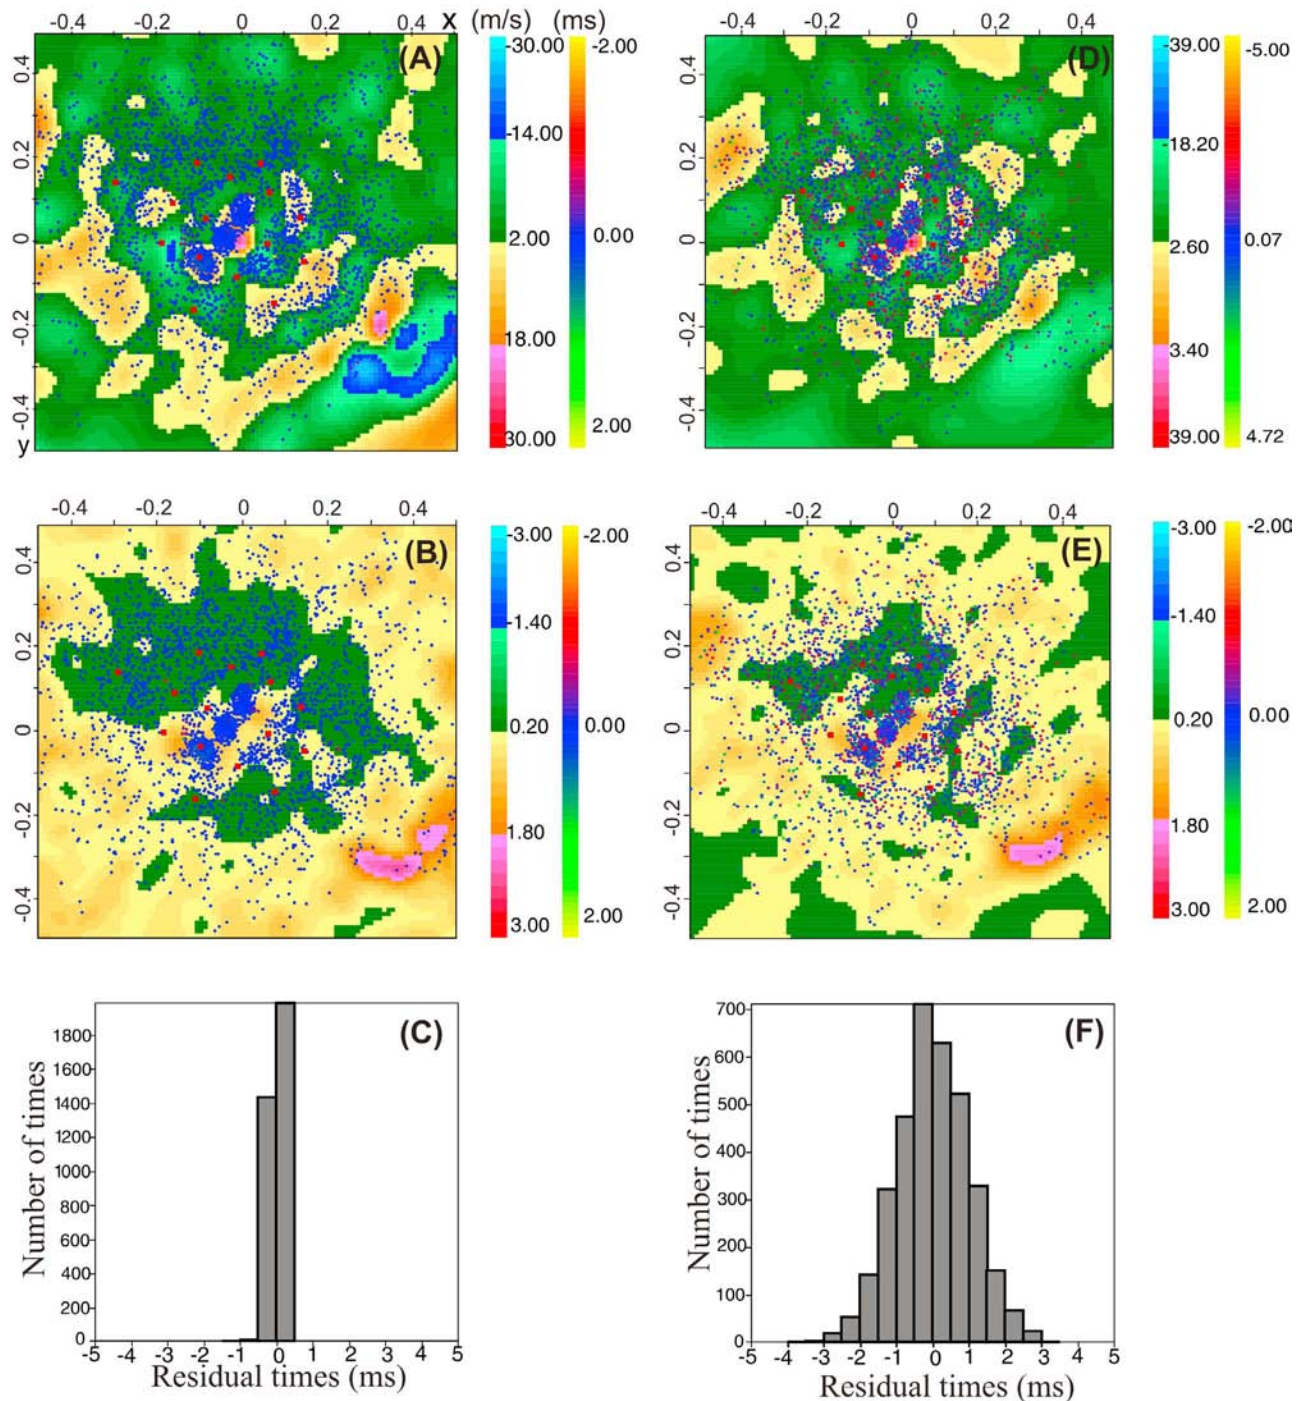 -0.4 -0.2 0 0.2 0.4 X (m/s) (ms)
(A)
0.4 0.2 0 -0.2 -0.4 y
-30.00 -14.00 2.00 18.00 30.00
-2.00 0.00 2.00
-0.4 -0.2 0 0.2 0.4
(D)
0.4 0.2 0 -0.2 -0.4
-39.00 -18.20 2.60 3.40 39.00
-5.00 0.07 4.72
-0.4 -0.2 0 0.2
(B)
0.4 0.2 0 -0.2 -0.4
-3.00 -1.40 0.20 1.80 3.00
-2.00 0.00 2.00
-0.4 -0.2 0 0.2 0.4
(E)
0.4 0.2 0 -0.2 -0.4
-3.00 -1.40 0.20 1.80 3.00
-2.00 0.00 2.00
(C)
Number of times
1800
1400
1200
1000
800
600
400
200
0
-5 -4 -3 -2 -1 0 1 2 3 4 5
Residual times (ms)
(F)
Number of times
700
600
500
400
300
200
100
0
-5 -4 -3 -2 -1 0 1 2 3 4 5
Residual times (ms)